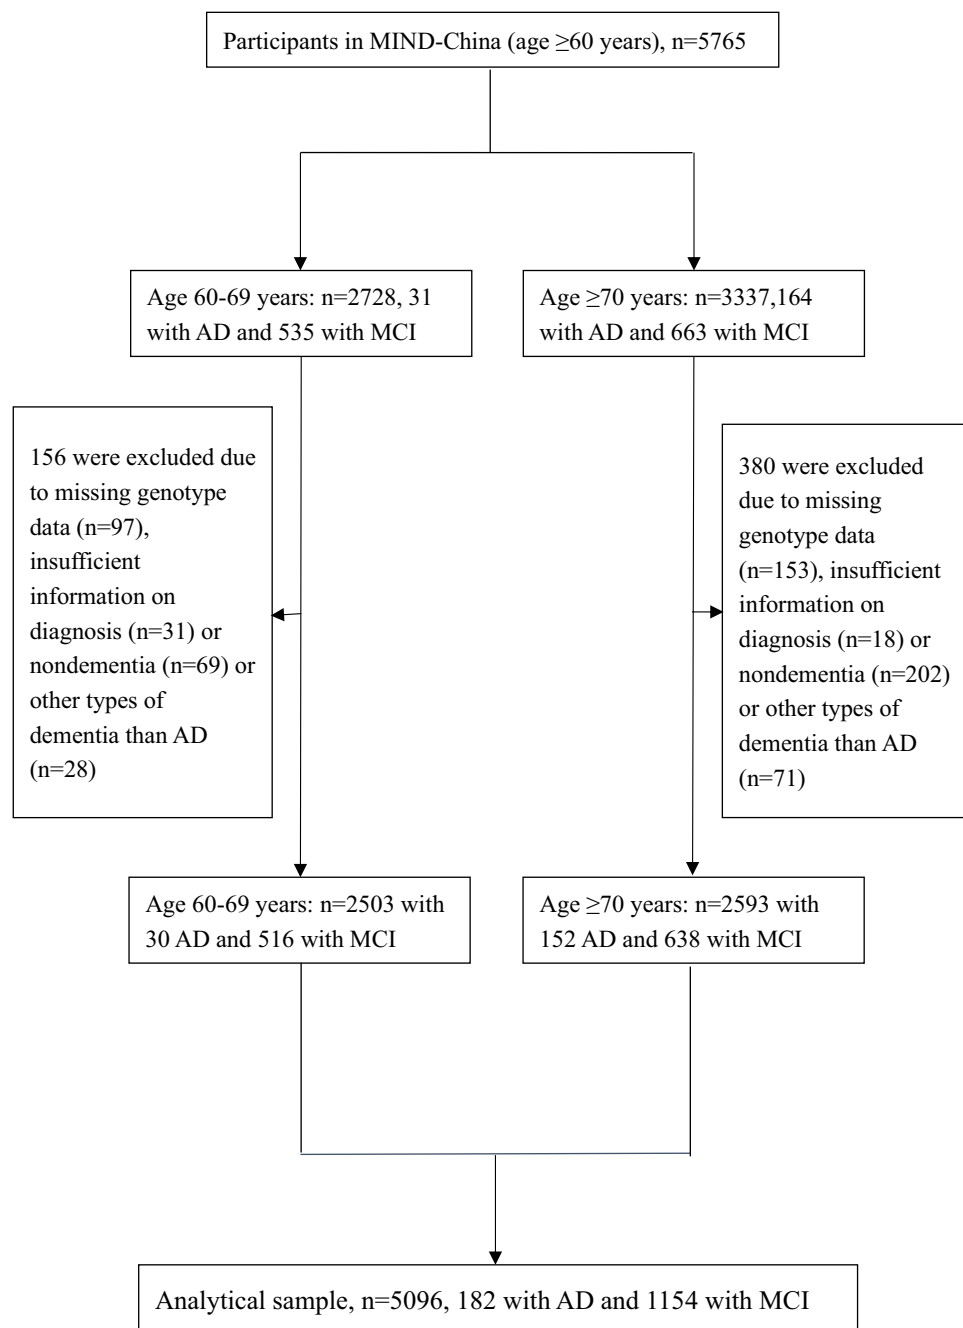 Participants in MIND-China (age ≥60 years), n=5765
Age 60-69 years: n=2728, 31
with AD and 535 with MCI
Age ≥70 years: n=3337,164
with AD and 663 with MCI
156 were excluded due
to missing genotype
data (n=97),
insufficient
information on
diagnosis (n=31) or
nondementia (n=69) or
other types of
dementia than AD
(n=28)
380 were excluded
due to missing
genotype data
(n=153), insufficient
information on
diagnosis (n=18) or
nondementia (n=202)
or other types of
dementia than AD
(n=71)
Age 60-69 years: n=2503 with
30 AD and 516 with MCI
Age ≥70 years: n=2593 with
152 AD and 638 with MCI
Analytical sample, n=5096, 182 with AD and 1154 with MCI